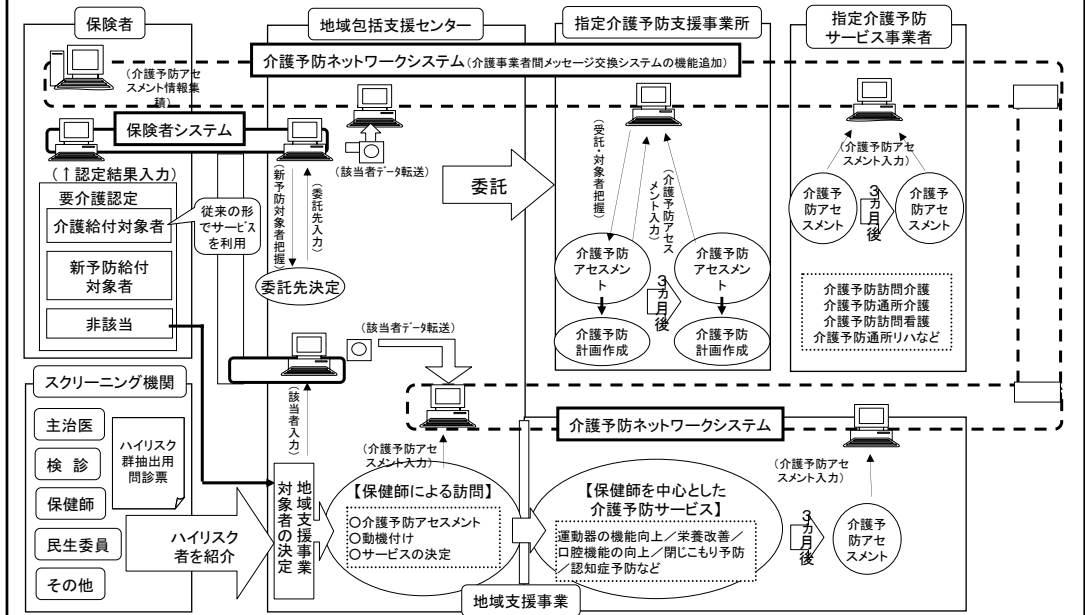 保険者
地域包括支援センター
指定介護予防支援事業所
指定介護予防
サービス事業者
介護予防ネットワークシステム(介護事業者間メッセージ交換システムの機能追加)
(介護予防アセ
スメント情報集
積)
保険者システム
(↑認定結果入力)
要介護認定
介護給付対象者
従来の形
でサービス
を利用
新予防給付
対象者
非該当
(該当者データ転送)
(新予防対象者把握)
(委託先入力)
委託先決定
委託
(受託・対象者把握)
(介護予防アセス
メント入力)
介護予防
アセスメン
ト
3ヵ月後
介護予防
アセスメン
ト
介護予防
計画作成
介護予防
計画作成
(介護予防アセ
スメント入力)
介護予
防アセ
スメント
3ヵ月後
介護予
防アセ
スメント
介護予防訪問介護
介護予防通所介護
介護予防訪問看護
介護予防通所リハなど
(該当者データ転送)
(該当者入力)
スクリーニング機関
主治医
検 診
保健師
民生委員
その他
ハイリスク
群抽出用
問診票
ハイリスク
者を紹介
地域支援事業
対象者の決定
(介護予防アセ
スメント入力)
【保健師による訪問】
○介護予防アセスメント
○動機付け
○サービスの決定
介護予防ネットワークシステム
【保健師を中心とした
介護予防サービス】
運動器の機能向上/栄養改善/
口腔機能の向上/閉じこもり予防
/認知症予防など
3ヵ月後
(介護予防アセ
スメント入力)
介護予
防アセ
スメント
地域支援事業